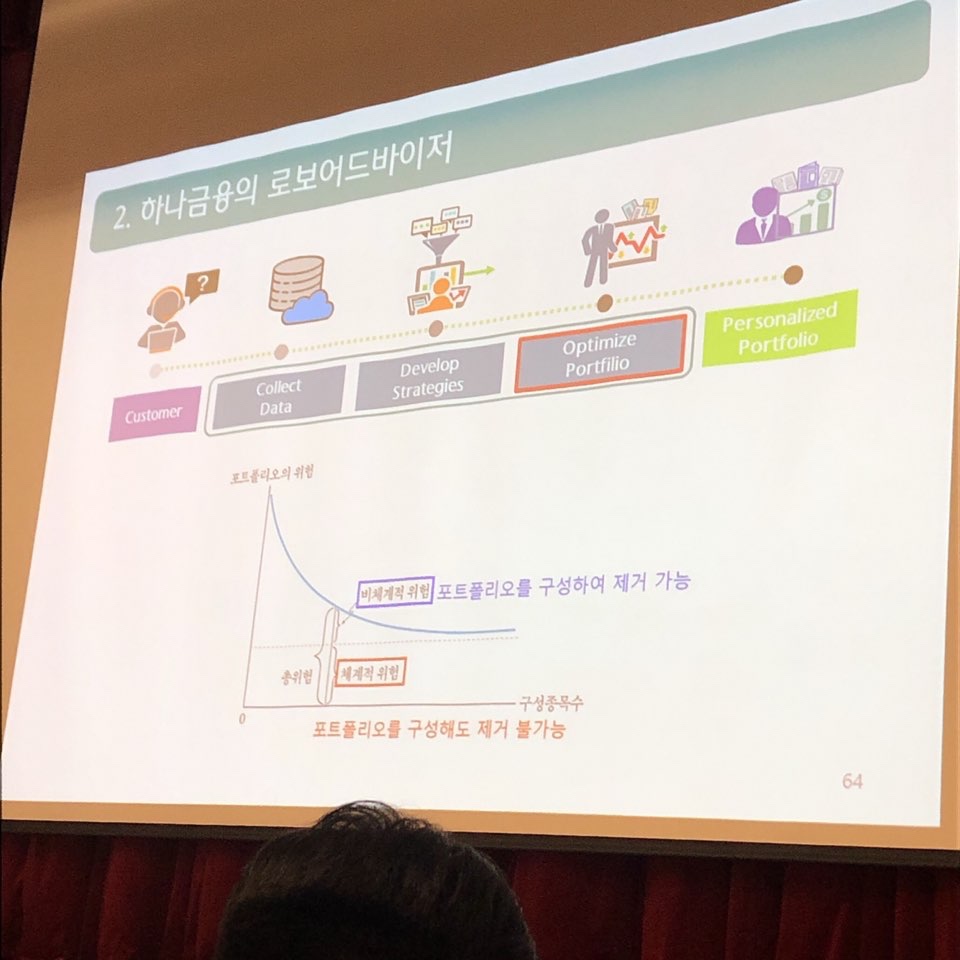 2. 하나금융의 로보어드바이저
?
$
Customer
Collect
Data
Develop
Strategies
Optimize
Portfilio
Personalized
Portfolio
포트폴리오의 위험
비체계적 위험 포트폴리오를 구성하여 제거 가능
총위험
체계적 위험
0
구성종목수
포트폴리오를 구성해도 제거 불가능
64